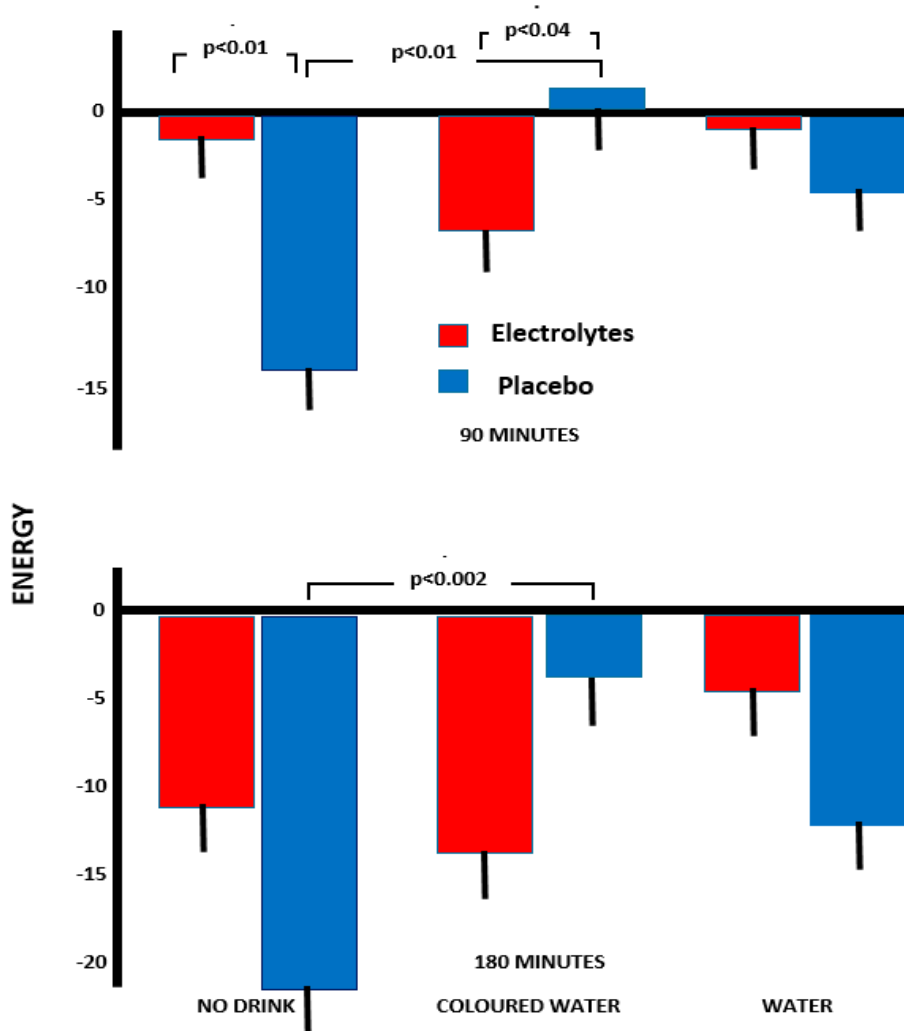 p<0.04
p<0.01
p<0.01
0
-5
-10
Electrolytes
Placebo
-15
90 MINUTES
ENERGY
p<0.002
0
-5
-10
-15
-20
180 MINUTES
NO DRINK COLOURED WATER WATER